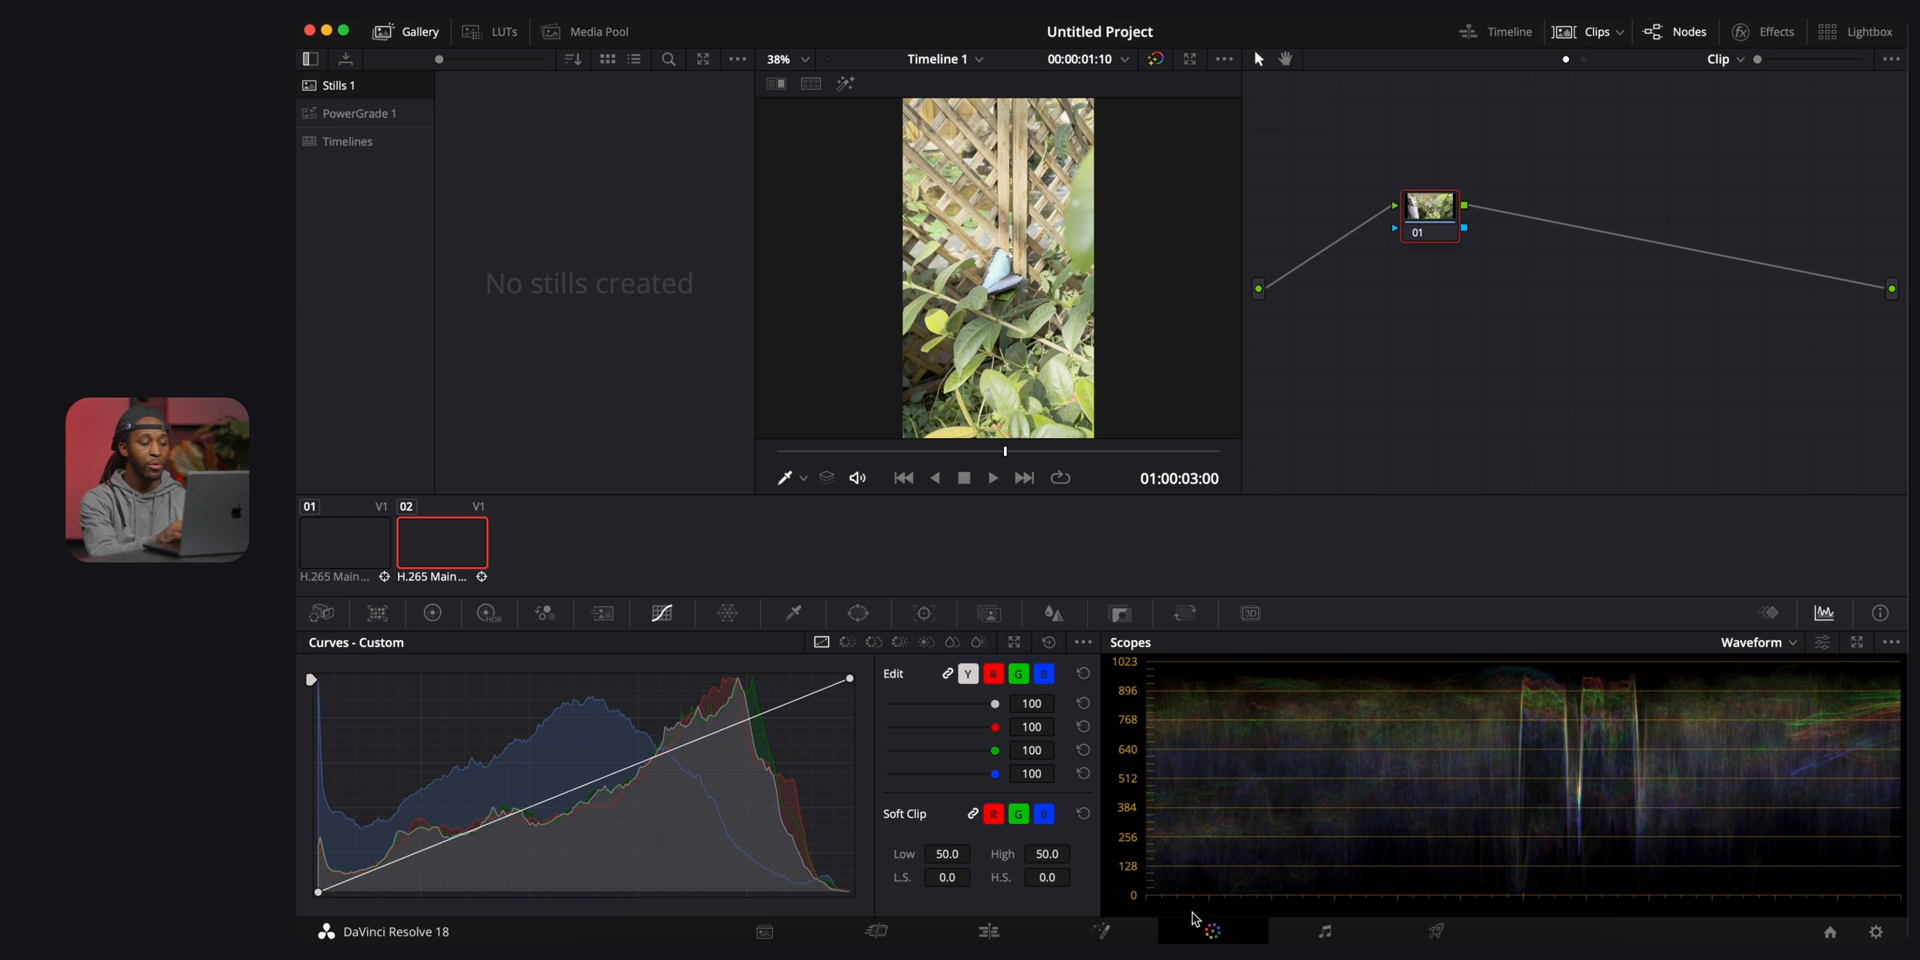 Gallery LUTs Media Pool Untitled Project Timeline Clips Nodes Effects Lightbox
38% Timeline 1 00:00:01:10 Clip
Stills 1
PowerGrade 1
Timelines
No stills created
01
01:00:03:00
01 V1 02 V1
H.265 Main... H.265 Main...
HDR
3D
Curves - Custom
Edit Y R G B
100
100
100
100
Soft Clip R G B
Low 50.0 High 50.0
L.S. 0.0 H.S. 0.0
Scopes Waveform
1023
896
768
640
512
384
256
128
0
DaVinci Resolve 18